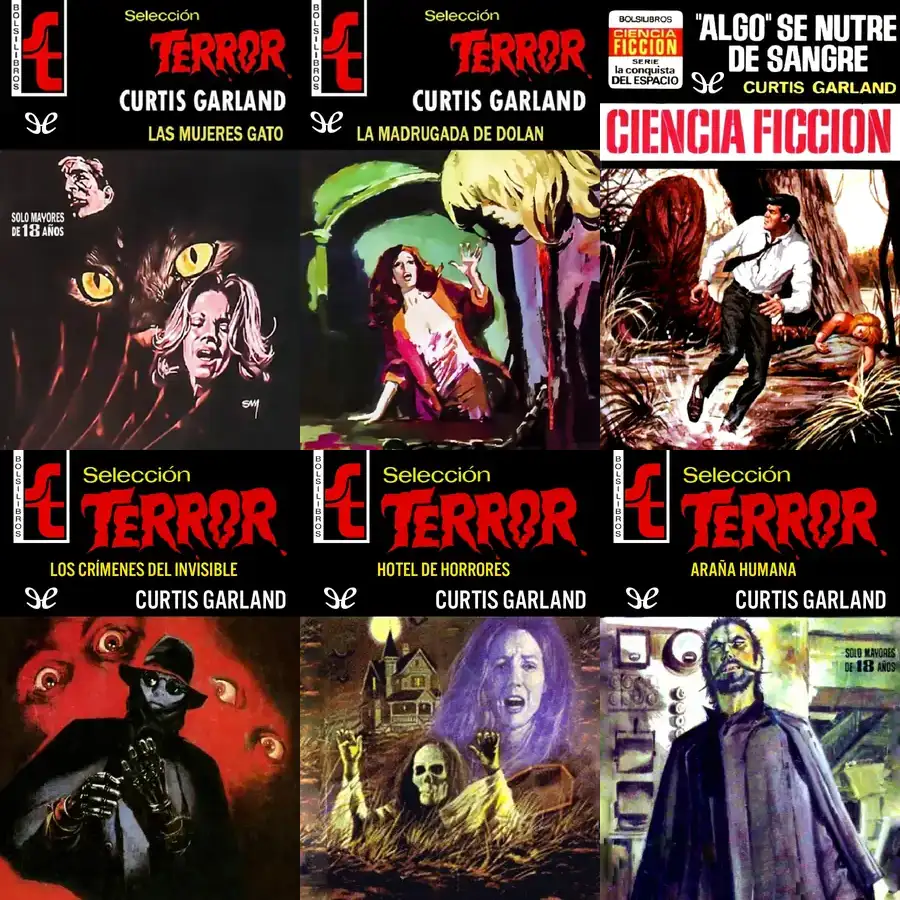 BOLSILIBROS
Selección
TERROR
CURTIS GARLAND
LAS MUJERES GATO
SOLO MAYORES
DE 18 AÑOS
SM
BOLSILIBROS
Selección
TERROR
CURTIS GARLAND
LA MADRUGADA DE DOLAN
BOLSILIBROS
CIENCIA
FICCION
SERIE
la conquista
DEL ESPACIO
"ALGO" SE NUTRE
DE SANGRE
CURTIS GARLAND
CIENCIA FICCION
BOLSILIBROS
Selección
TERROR
LOS CRÍMENES DEL INVISIBLE
CURTIS GARLAND
BOLSILIBROS
Selección
TERROR
HOTEL DE HORRORES
CURTIS GARLAND
BOLSILIBROS
Selección
TERROR
ARAÑA HUMANA
CURTIS GARLAND
SOLO MAYORES
DE 18 AÑOS